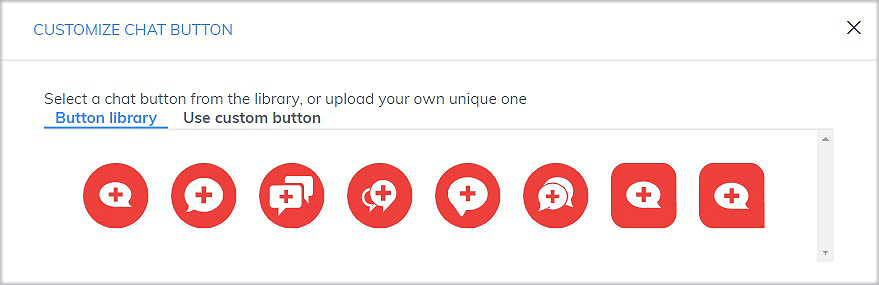 CUSTOMIZE CHAT BUTTON
Select a chat button from the library, or upload your own unique one
Button library Use custom button